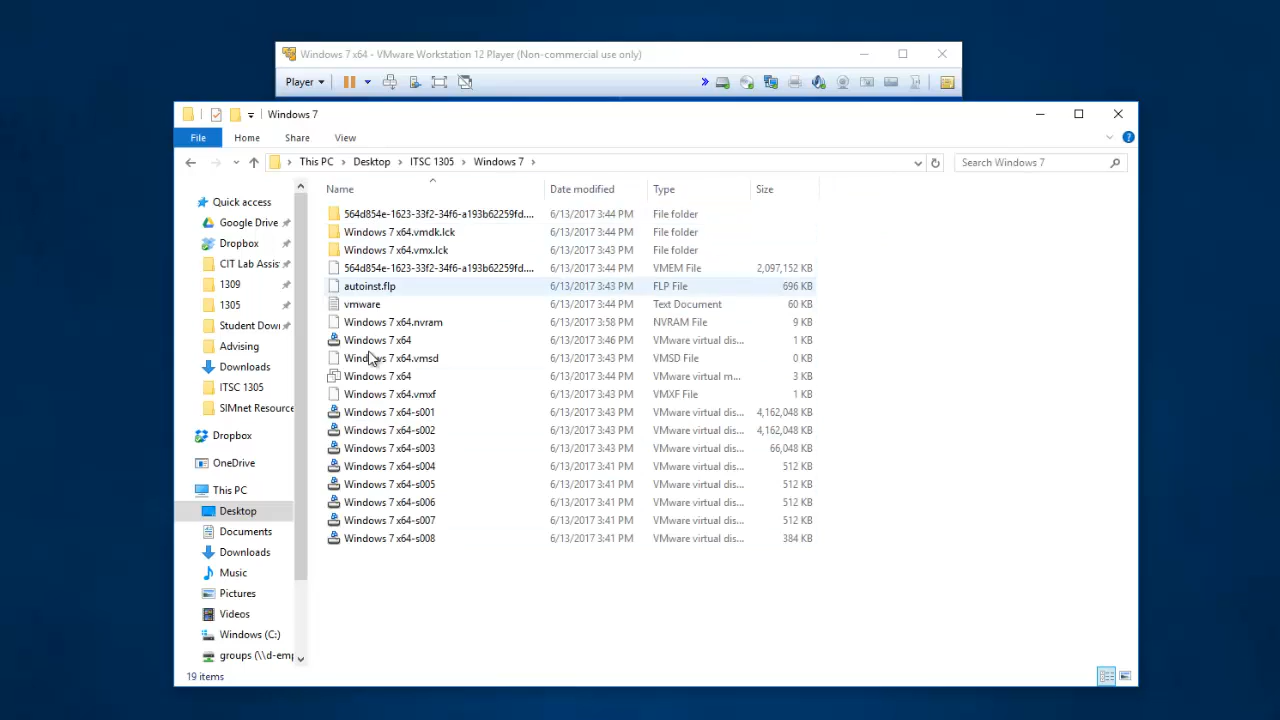 Windows 7 x64 - VMware Workstation 12 Player (Non-commercial use only)
Player
Windows 7
File Home Share View
This PC Desktop ITSC 1305 Windows 7
Search Windows 7
Name Date modified Type Size
564d854e-1623-33f2-34f6-a193b62259fd.... 6/13/2017 3:44 PM File folder
Windows 7 x64.vmdk.lck 6/13/2017 3:44 PM File folder
Windows 7 x64.vmx.lck 6/13/2017 3:43 PM File folder
564d854e-1623-33f2-34f6-a193b62259fd.... 6/13/2017 3:44 PM VMEM File 2,097,152 KB
autoinst.flp 6/13/2017 3:43 PM FLP File 696 KB
vmware 6/13/2017 3:44 PM Text Document 60 KB
Windows 7 x64.nvram 6/13/2017 3:58 PM NVRAM File 9 KB
Windows 7 x64 6/13/2017 3:46 PM VMware virtual dis... 1 KB
Windows 7 x64.vmsd 6/13/2017 3:43 PM VMSD File 0 KB
Windows 7 x64 6/13/2017 3:44 PM VMware virtual m... 3 KB
Windows 7 x64.vmxf 6/13/2017 3:43 PM VMXF File 1 KB
Windows 7 x64-s001 6/13/2017 3:43 PM VMware virtual dis... 4,162,048 KB
Windows 7 x64-s002 6/13/2017 3:43 PM VMware virtual dis... 4,162,048 KB
Windows 7 x64-s003 6/13/2017 3:43 PM VMware virtual dis... 66,048 KB
Windows 7 x64-s004 6/13/2017 3:41 PM VMware virtual dis... 512 KB
Windows 7 x64-s005 6/13/2017 3:41 PM VMware virtual dis... 512 KB
Windows 7 x64-s006 6/13/2017 3:41 PM VMware virtual dis... 512 KB
Windows 7 x64-s007 6/13/2017 3:41 PM VMware virtual dis... 512 KB
Windows 7 x64-s008 6/13/2017 3:41 PM VMware virtual dis... 384 KB
Quick access
Google Drive
Dropbox
CIT Lab Assis
1309
1305
Student Down
Advising
Downloads
ITSC 1305
SIMnet Resource
Dropbox
OneDrive
This PC
Desktop
Documents
Downloads
Music
Pictures
Videos
Windows (C:)
groups (\\d-emp
19 items